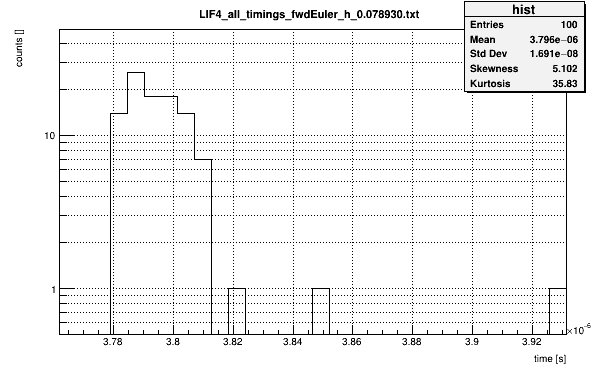 LIF4_all_timings_fwdEuler_h_0.078930.txt
hist
Entries 100
Mean 3.796e−06
Std Dev 1.691e−08
Skewness 5.102
Kurtosis 35.83
counts []
10
1
3.78 3.8 3.82 3.84 3.86 3.88 3.9 3.92
×10⁻⁶
time [s]